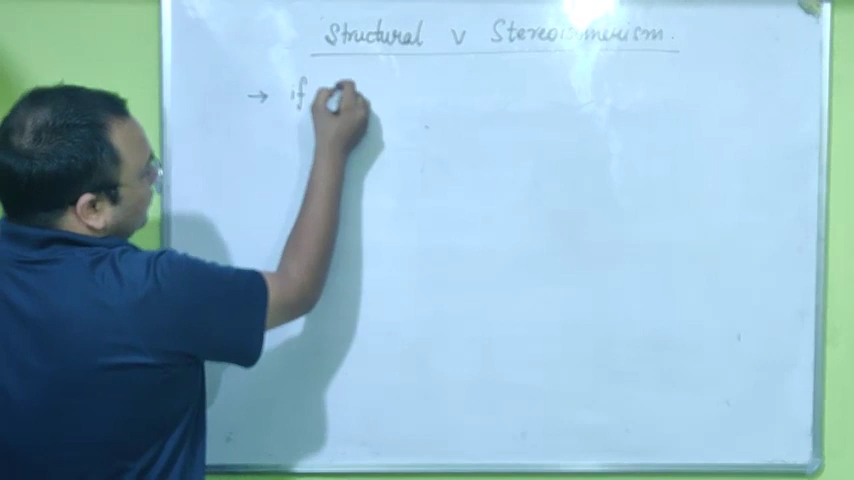 Structural v Stereoisomerism.
→ if